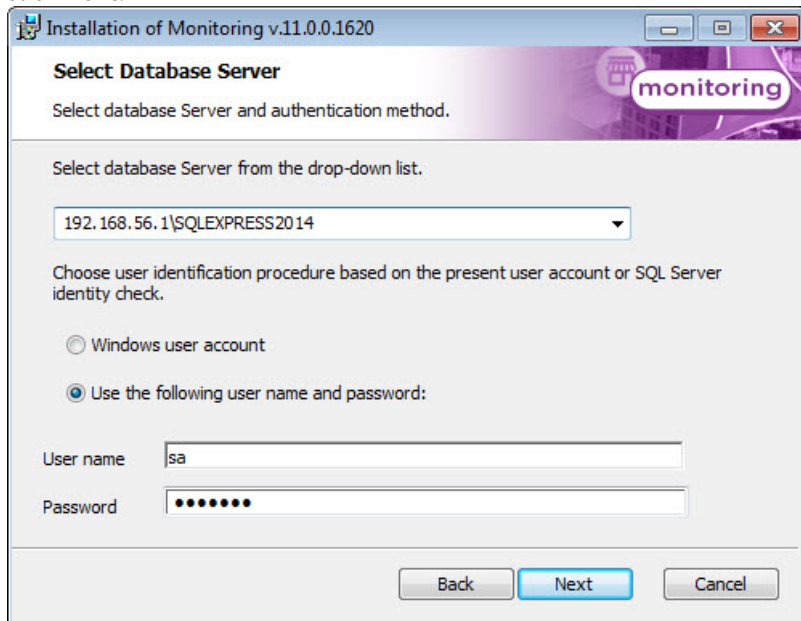 Installation of Monitoring v.11.0.0.1620
Select Database Server
Select database Server and authentication method.
monitoring
Select database Server from the drop-down list.
192.168.56.1\SQLEXPRESS2014
Choose user identification procedure based on the present user account or SQL Server
identity check.
Windows user account
Use the following user name and password:
User name sa
Password •••••••
Back Next Cancel